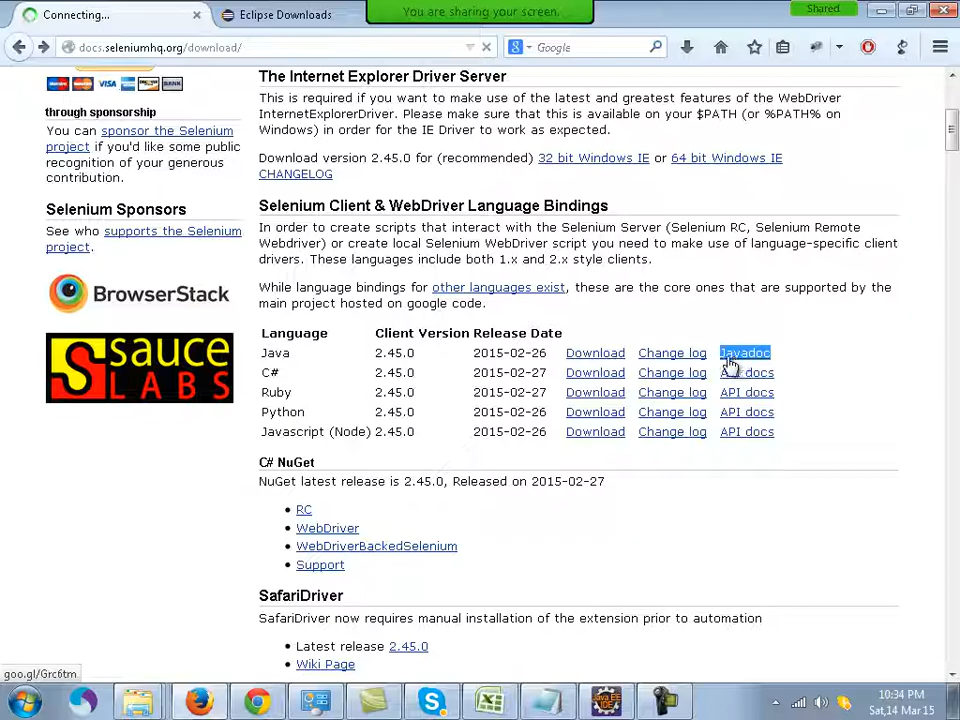 Connecting...
Eclipse Downloads
You are sharing your screen.
Shared
docs.seleniumhq.org/download/
Google
VISA
through sponsorship
You can sponsor the Selenium
project if you'd like some public
recognition of your generous
contribution.
Selenium Sponsors
See who supports the Selenium
project.
BrowserStack
sauce
LABS
The Internet Explorer Driver Server
This is required if you want to make use of the latest and greatest features of the WebDriver
InternetExplorerDriver. Please make sure that this is available on your $PATH (or %PATH% on
Windows) in order for the IE Driver to work as expected.
Download version 2.45.0 for (recommended) 32 bit Windows IE or 64 bit Windows IE
CHANGELOG
Selenium Client & WebDriver Language Bindings
In order to create scripts that interact with the Selenium Server (Selenium RC, Selenium Remote
Webdriver) or create local Selenium WebDriver script you need to make use of language-specific client
drivers. These languages include both 1.x and 2.x style clients.
While language bindings for other languages exist, these are the core ones that are supported by the
main project hosted on google code.
Language Client Version Release Date
Java 2.45.0 2015-02-26 Download Change log Javadoc
C# 2.45.0 2015-02-27 Download Change log API docs
Ruby 2.45.0 2015-02-27 Download Change log API docs
Python 2.45.0 2015-02-26 Download Change log API docs
Javascript (Node) 2.45.0 2015-02-26 Download Change log API docs
C# NuGet
NuGet latest release is 2.45.0, Released on 2015-02-27
• RC
• WebDriver
• WebDriverBackedSelenium
• Support
SafariDriver
SafariDriver now requires manual installation of the extension prior to automation
• Latest release 2.45.0
• Wiki Page
goo.gl/Grc6tm
Java EE
IDE
10:34 PM
Sat,14 Mar 15